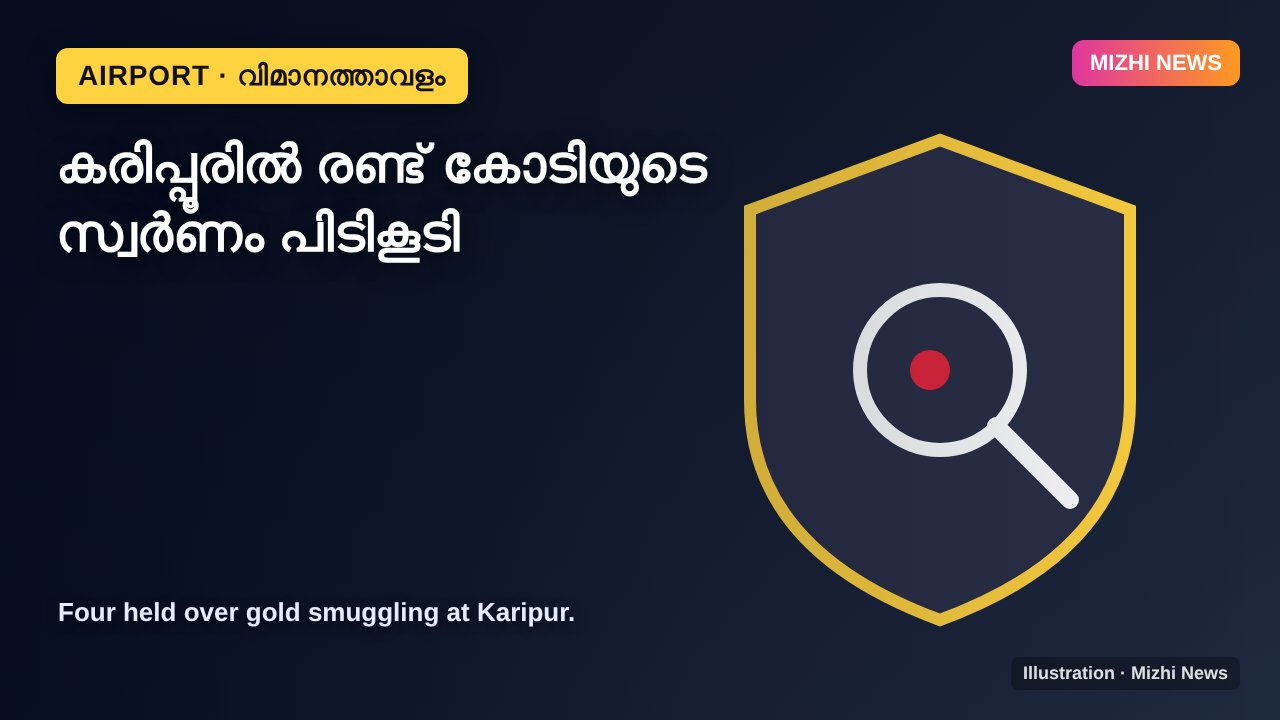 AIRPORT · വിമാനത്താവളം
MIZHI NEWS
കരിപ്പൂരിൽ രണ്ട് കോടിയുടെ
സ്വർണം പിടികൂടി
Four held over gold smuggling at Karipur.
Illustration · Mizhi News